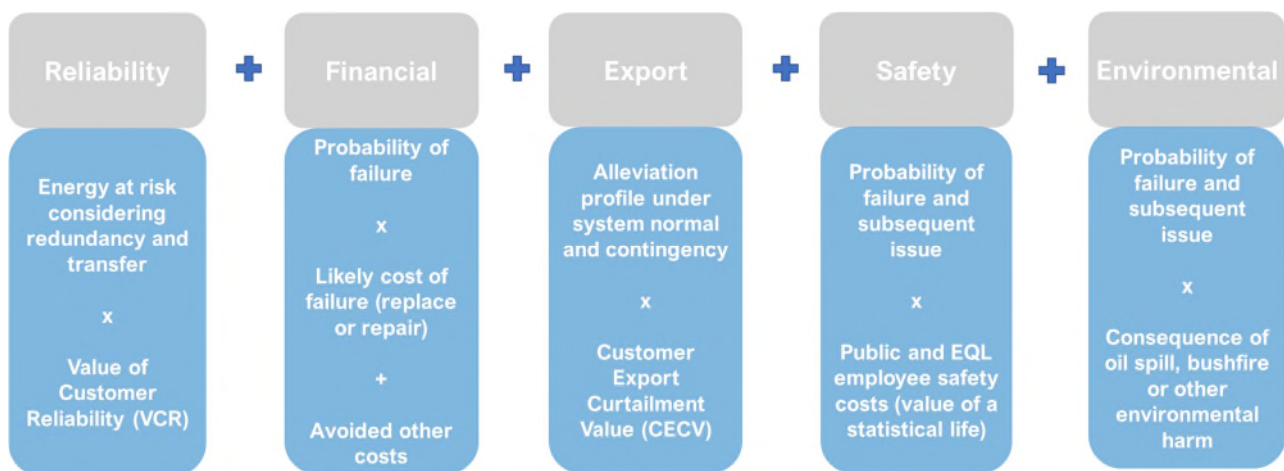 Reliability
Financial
Export
Safety
Environmental
Energy at risk
considering
redundancy and
transfer
x
Value of
Customer
Reliability (VCR)
Probability of
failure
x
Likely cost of
failure (replace
or repair)
+
Avoided other
costs
Alleviation
profile under
system normal
and contingency
x
Customer
Export
Curtailment
Value (CECV)
Probability of
failure and
subsequent
issue
x
Public and EQL
employee safety
costs (value of a
statistical life)
Probability of
failure and
subsequent
issue
x
Consequence of
oil spill, bushfire
or other
environmental
harm